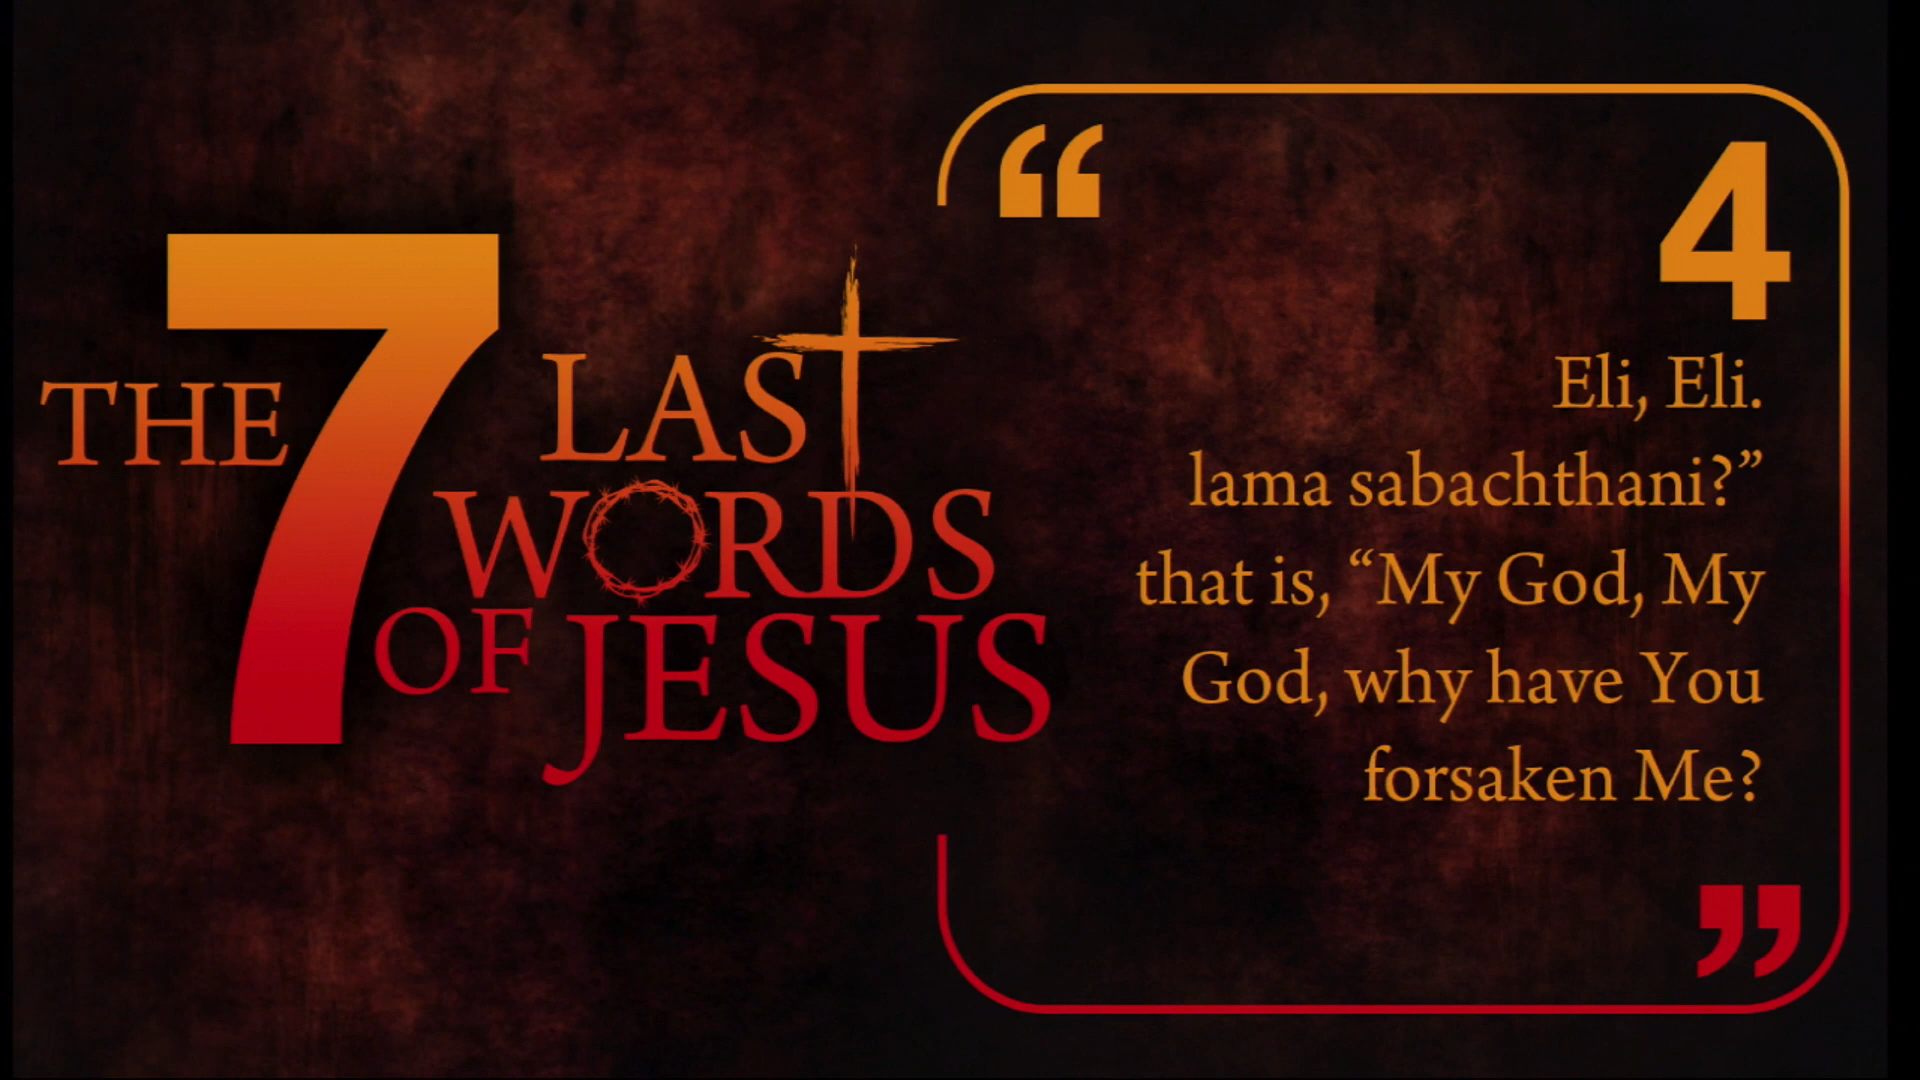 THE 7 LAST
WORDS
OF JESUS
“
4
Eli, Eli.
lama sabachthani?”
that is, “My God, My
God, why have You
forsaken Me?
”